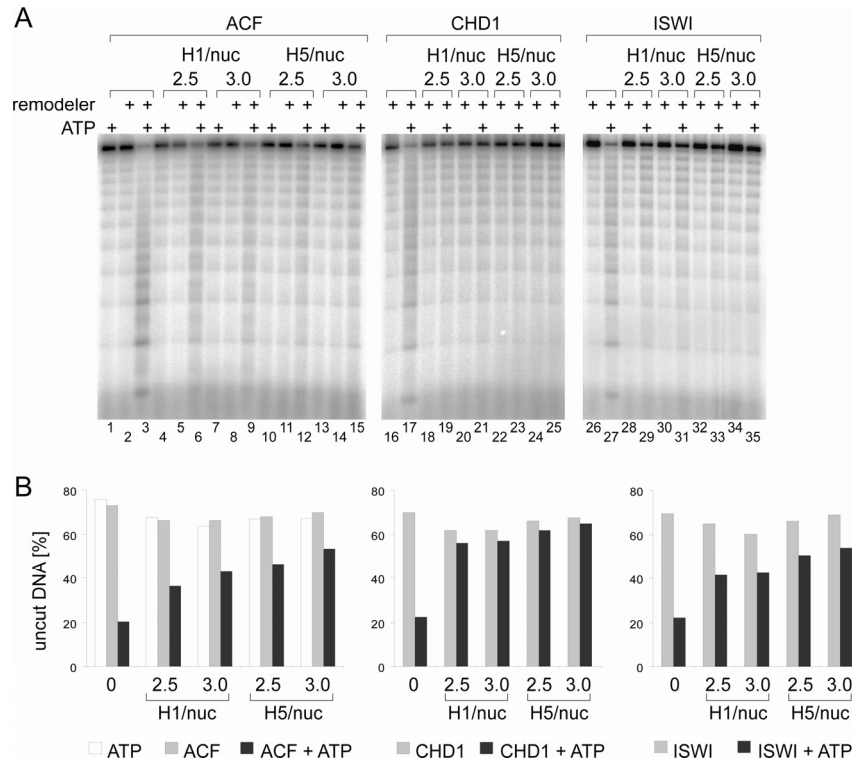 A
ACF CHD1 ISWI
H1/nuc H5/nuc H1/nuc H5/nuc H1/nuc H5/nuc
2.5 3.0 2.5 3.0 2.5 3.0 2.5 3.0 2.5 3.0 2.5 3.0
remodeler + + + + + + + + + + + + + + + + + + + + + + + + + + + + + +
ATP + + + + + + + + + + + + + + + + + + + +
1 3 5 7 9 11 13 15 17 19 21 23 25 26 28 30 32 34
2 4 6 8 10 12 14 16 18 20 22 24 27 29 31 33 35
B
uncut DNA [%]
80 80 80
60 60 60
40 40 40
20 20 20
0 0 0
0 2.5 3.0 2.5 3.0 0 2.5 3.0 2.5 3.0 0 2.5 3.0 2.5 3.0
H1/nuc H5/nuc H1/nuc H5/nuc H1/nuc H5/nuc
ATP ACF ACF + ATP CHD1 CHD1 + ATP ISWI ISWI + ATP